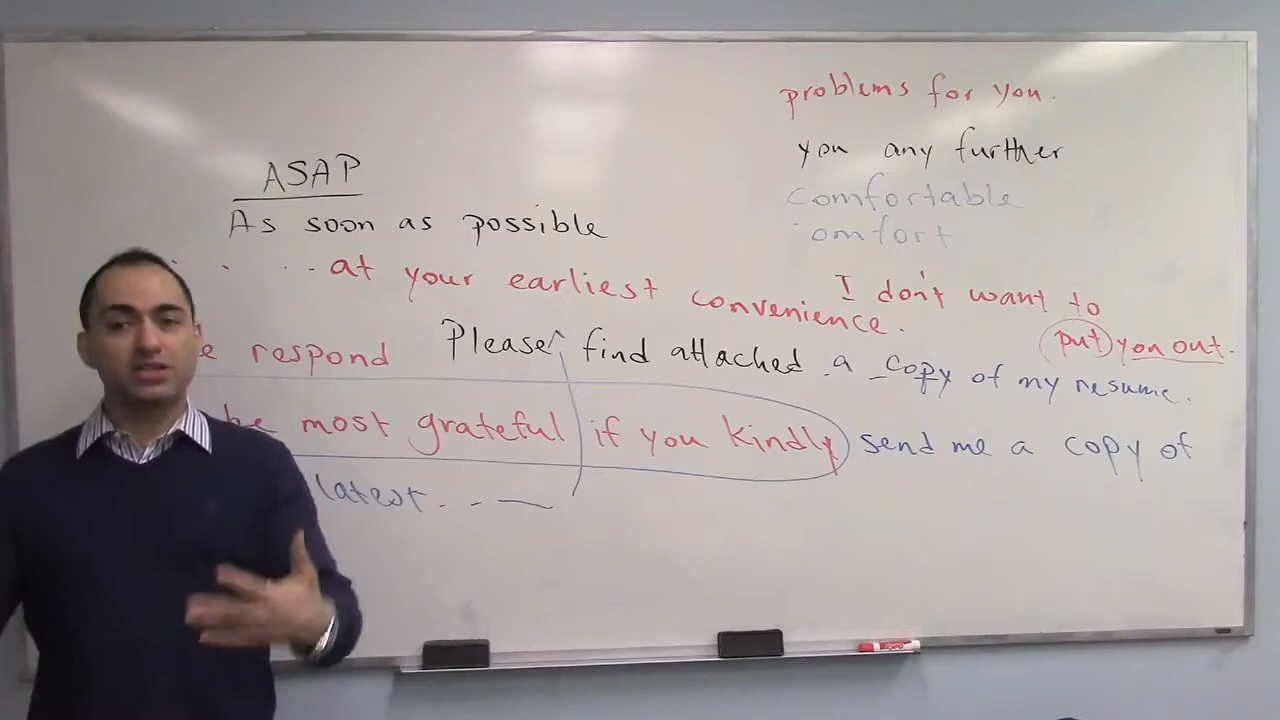 problems for you.
you any further
comfortable
omfort
ASAP
As soon as possible
. . . . at your earliest convenience.
I don't want to
put you out.
e respond
Please ^ find attached a copy of my resume.
be most grateful if you kindly send me a copy of
latest. - —